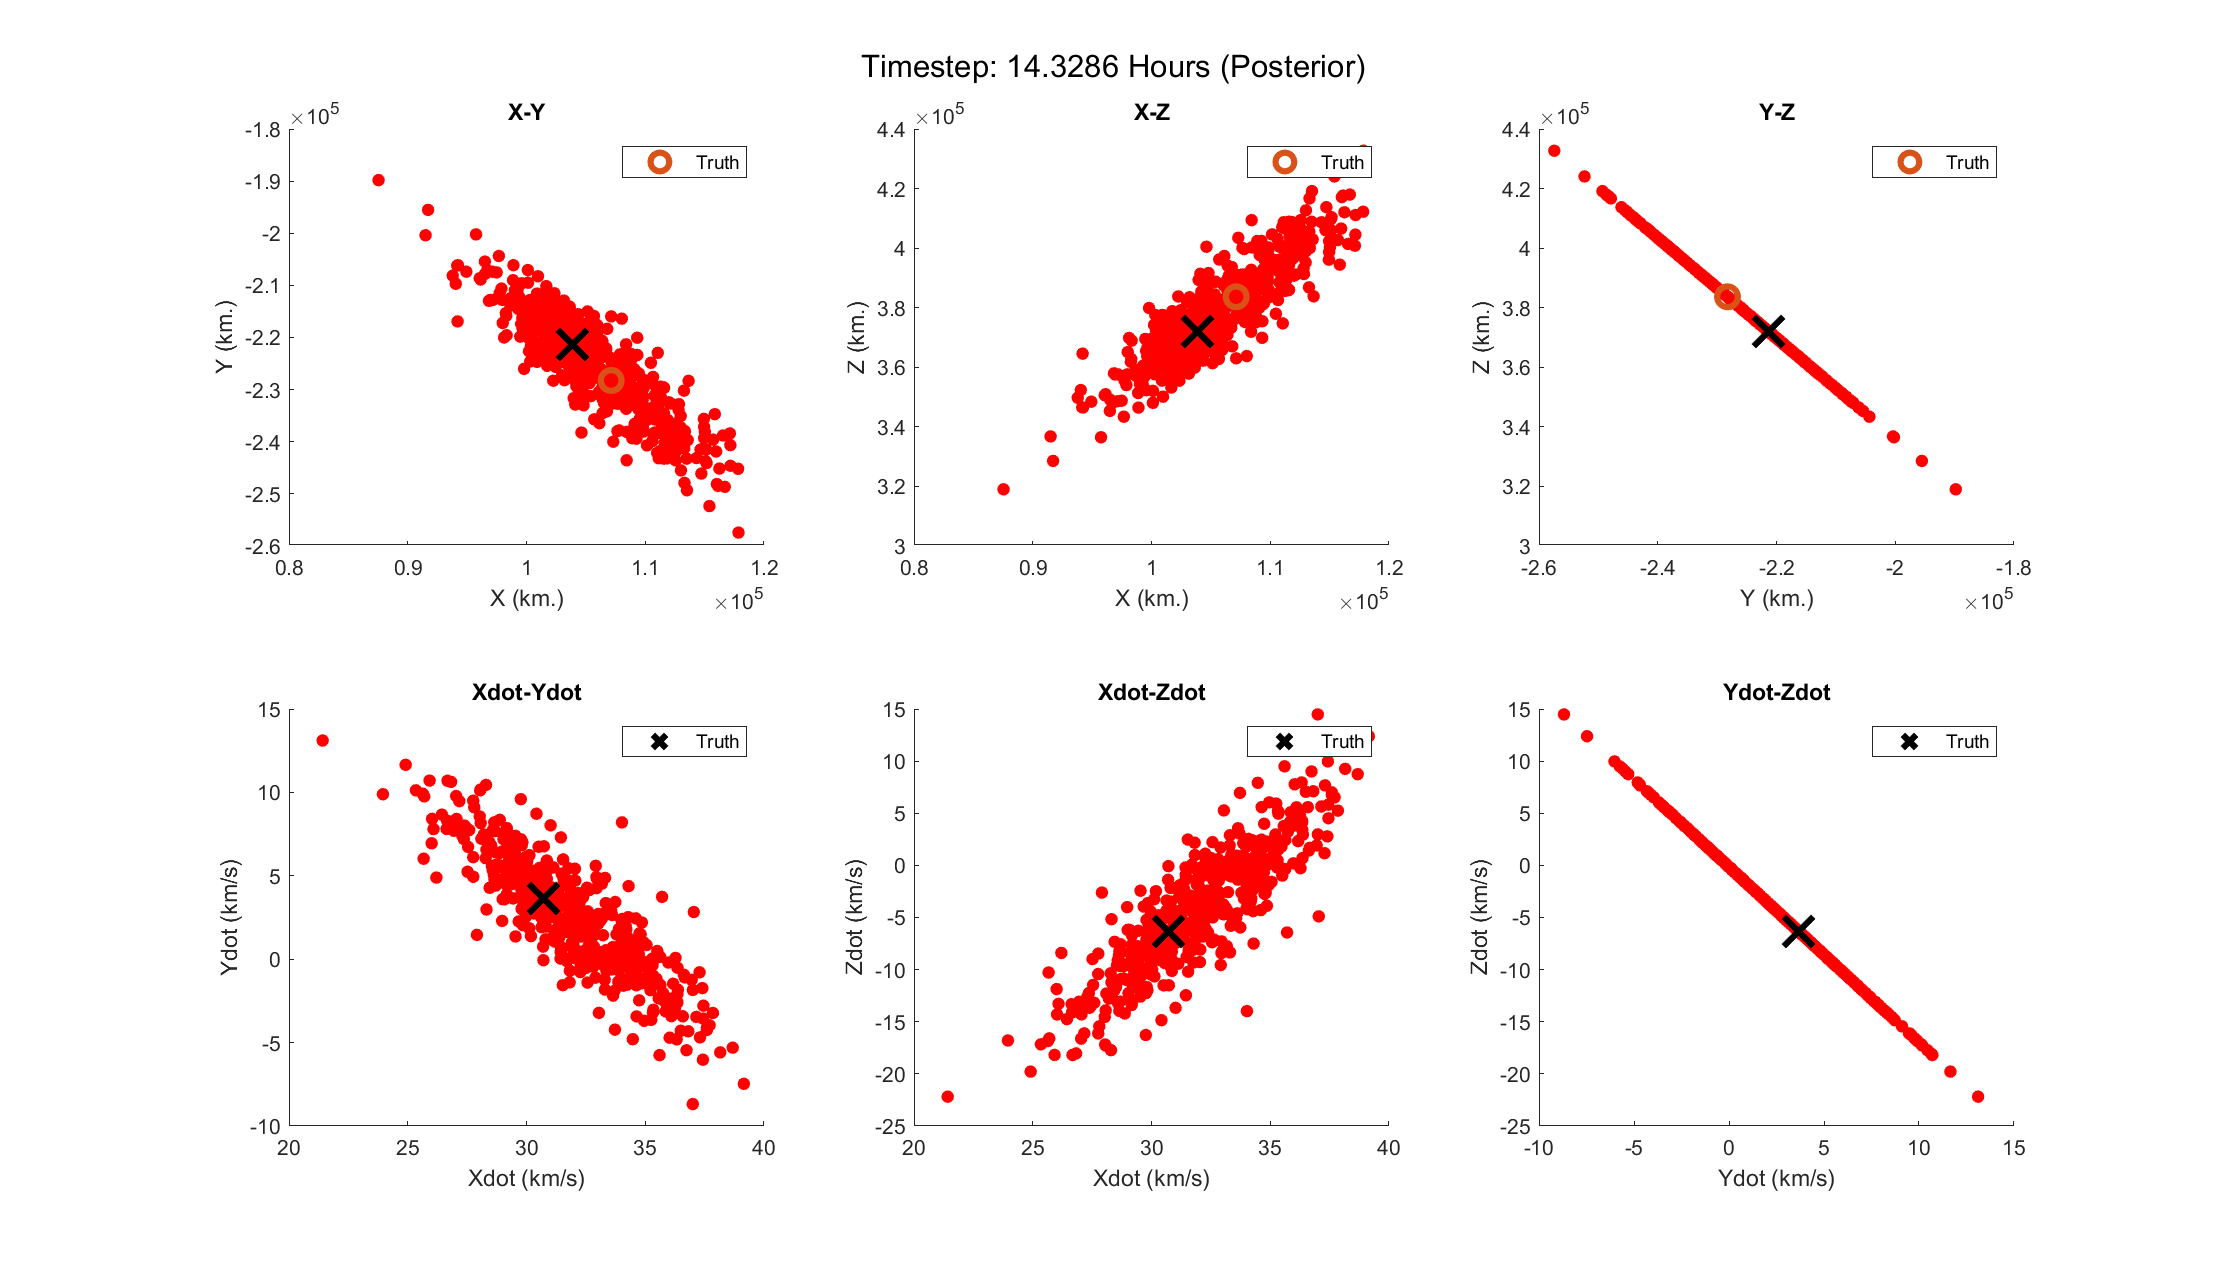 Timestep: 14.3286 Hours (Posterior)
X-Y
×10^5
-1.8
-1.9
-2
-2.1
-2.2
-2.3
-2.4
-2.5
-2.6
Y (km.)
0.8 0.9 1 1.1 1.2
X (km.)
×10^5
Truth
X-Z
×10^5
4.4
4.2
4
3.8
3.6
3.4
3.2
3
Z (km.)
0.8 0.9 1 1.1 1.2
X (km.)
×10^5
Truth
Y-Z
×10^5
4.4
4.2
4
3.8
3.6
3.4
3.2
3
Z (km.)
-2.6 -2.4 -2.2 -2 -1.8
Y (km.)
×10^5
Truth
Xdot-Ydot
15
10
5
0
-5
-10
Ydot (km/s)
20 25 30 35 40
Xdot (km/s)
Truth
Xdot-Zdot
15
10
5
0
-5
-10
-15
-20
-25
Zdot (km/s)
20 25 30 35 40
Xdot (km/s)
Truth
Ydot-Zdot
15
10
5
0
-5
-10
-15
-20
-25
Zdot (km/s)
-10 -5 0 5 10 15
Ydot (km/s)
Truth